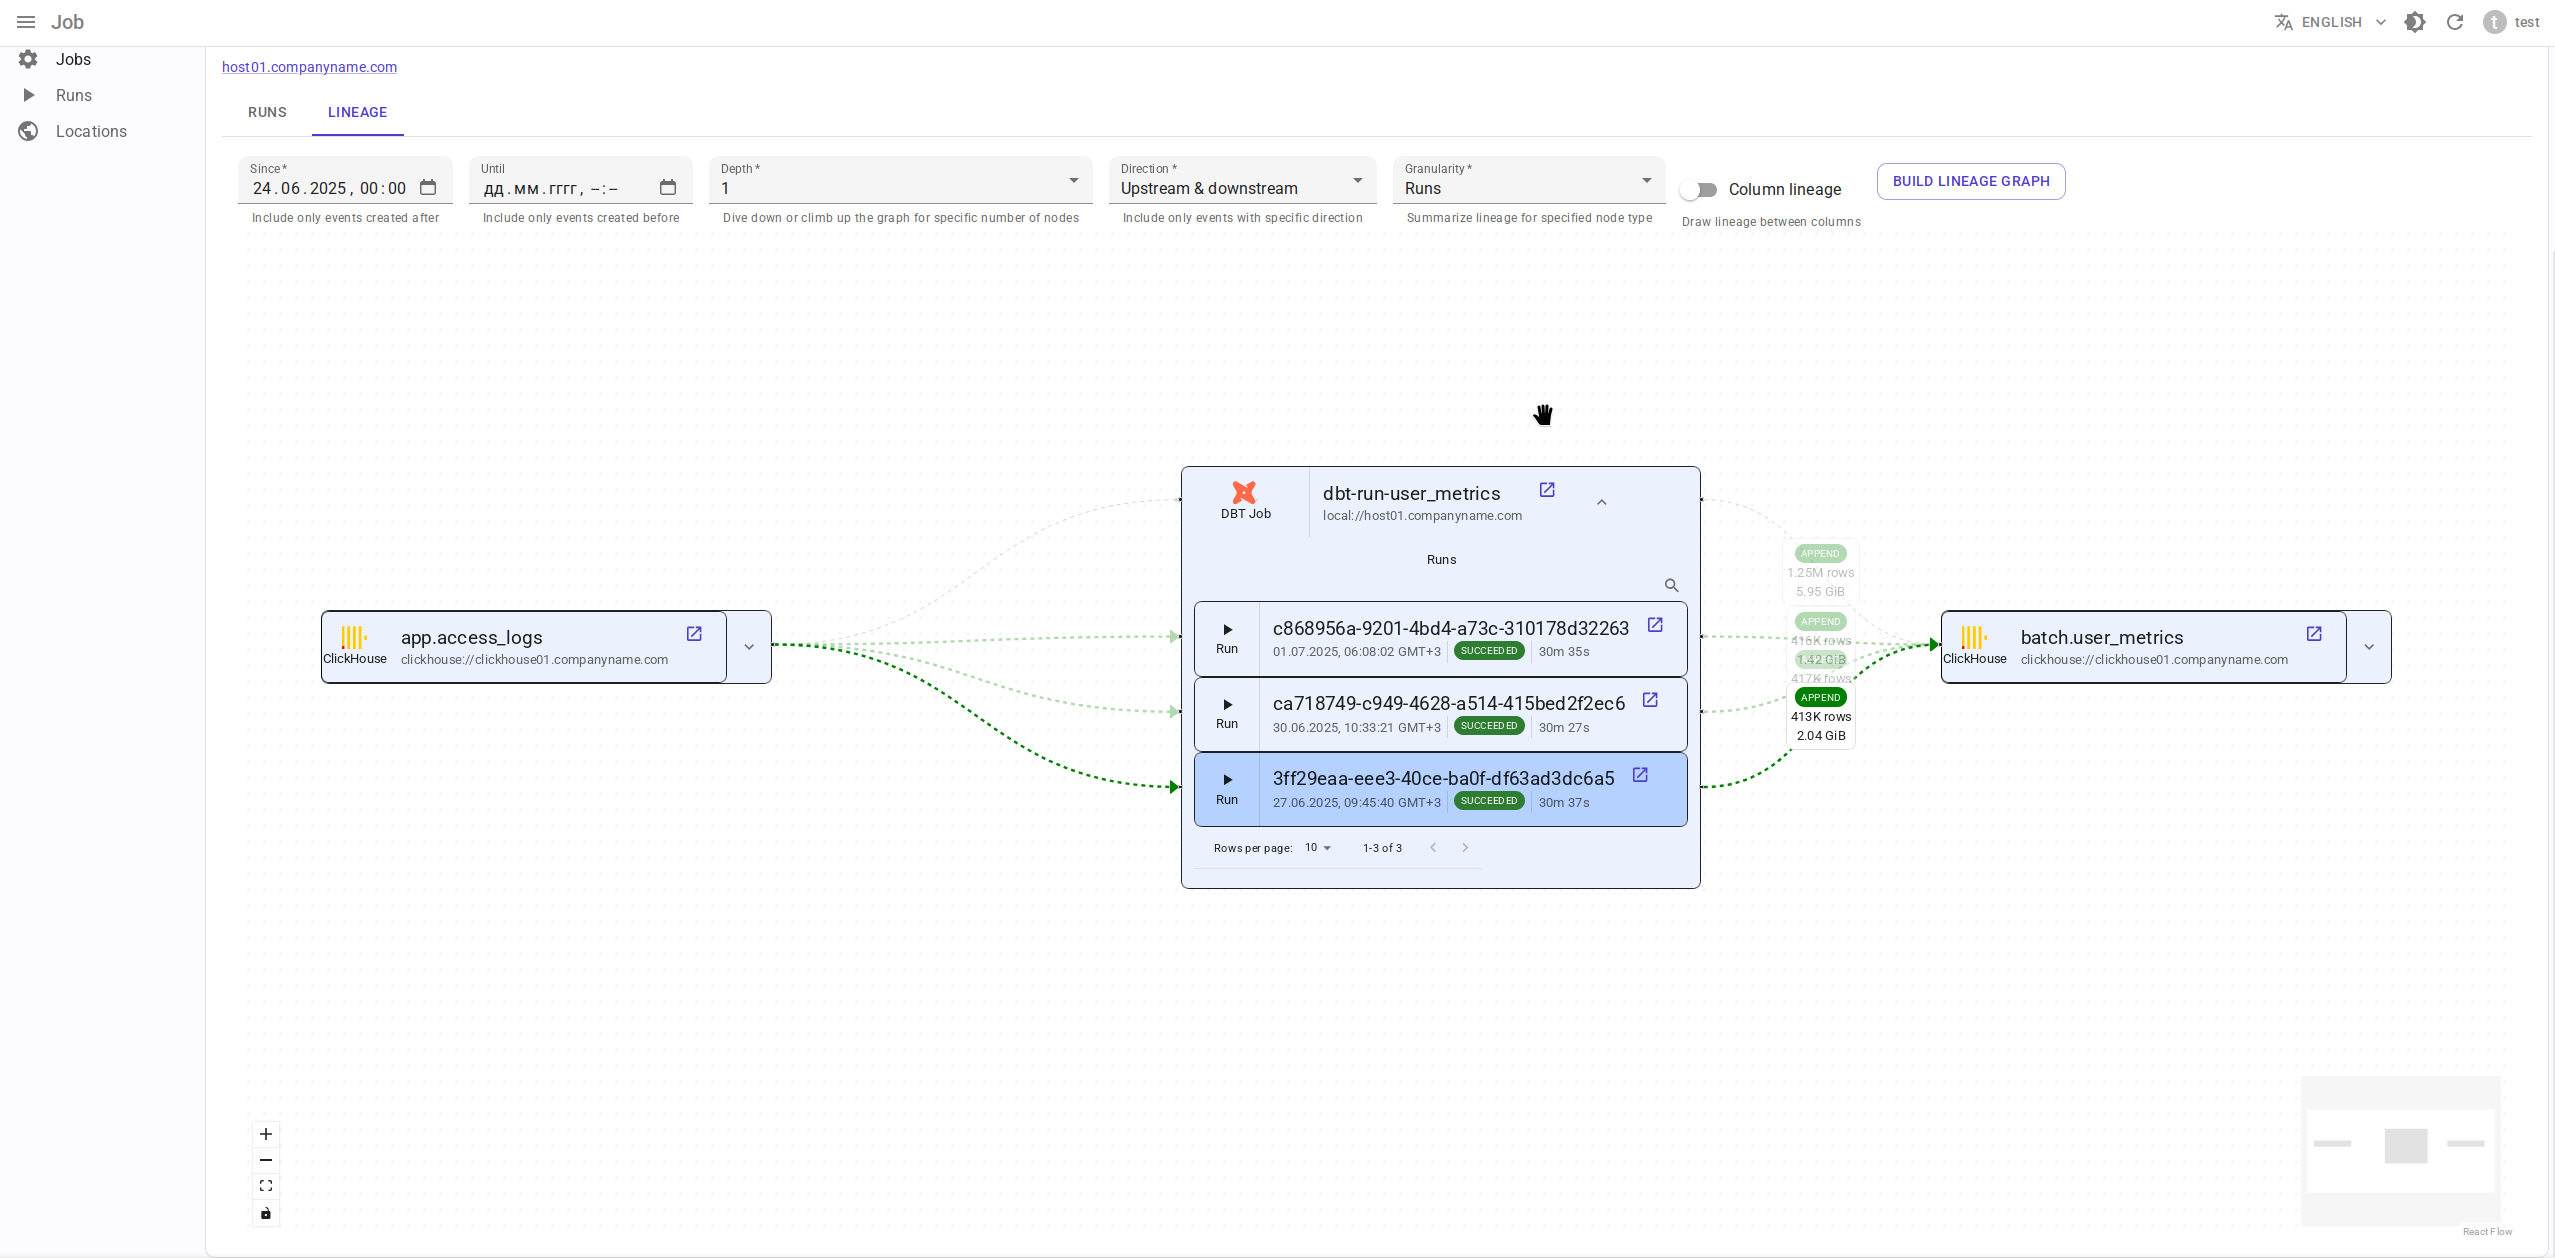 Job
ENGLISH
t
test
Jobs
Runs
Locations
host01.companyname.com
RUNS
LINEAGE
Since *
24.06.2025, 00:00
Include only events created after
Until
дд.мм.гггг, --:--
Include only events created before
Depth *
1
Dive down or climb up the graph for specific number of nodes
Direction *
Upstream & downstream
Include only events with specific direction
Granularity *
Runs
Summarize lineage for specified node type
Column lineage
Draw lineage between columns
BUILD LINEAGE GRAPH
ClickHouse
app.access_logs
clickhouse://clickhouse01.companyname.com
DBT Job
dbt-run-user_metrics
local://host01.companyname.com
Runs
Run
c868956a-9201-4bd4-a73c-310178d32263
01.07.2025, 06:08:02 GMT+3
SUCCEEDED
30m 35s
Run
ca718749-c949-4628-a514-415bed2f2ec6
30.06.2025, 10:33:21 GMT+3
SUCCEEDED
30m 27s
Run
3ff29eaa-eee3-40ce-ba0f-df63ad3dc6a5
27.06.2025, 09:45:40 GMT+3
SUCCEEDED
30m 37s
Rows per page: 10
1-3 of 3
APPEND
1.25M rows
5.95 GiB
APPEND
416K rows
1.42 GiB
417K rows
APPEND
413K rows
2.04 GiB
ClickHouse
batch.user_metrics
clickhouse://clickhouse01.companyname.com
React Flow